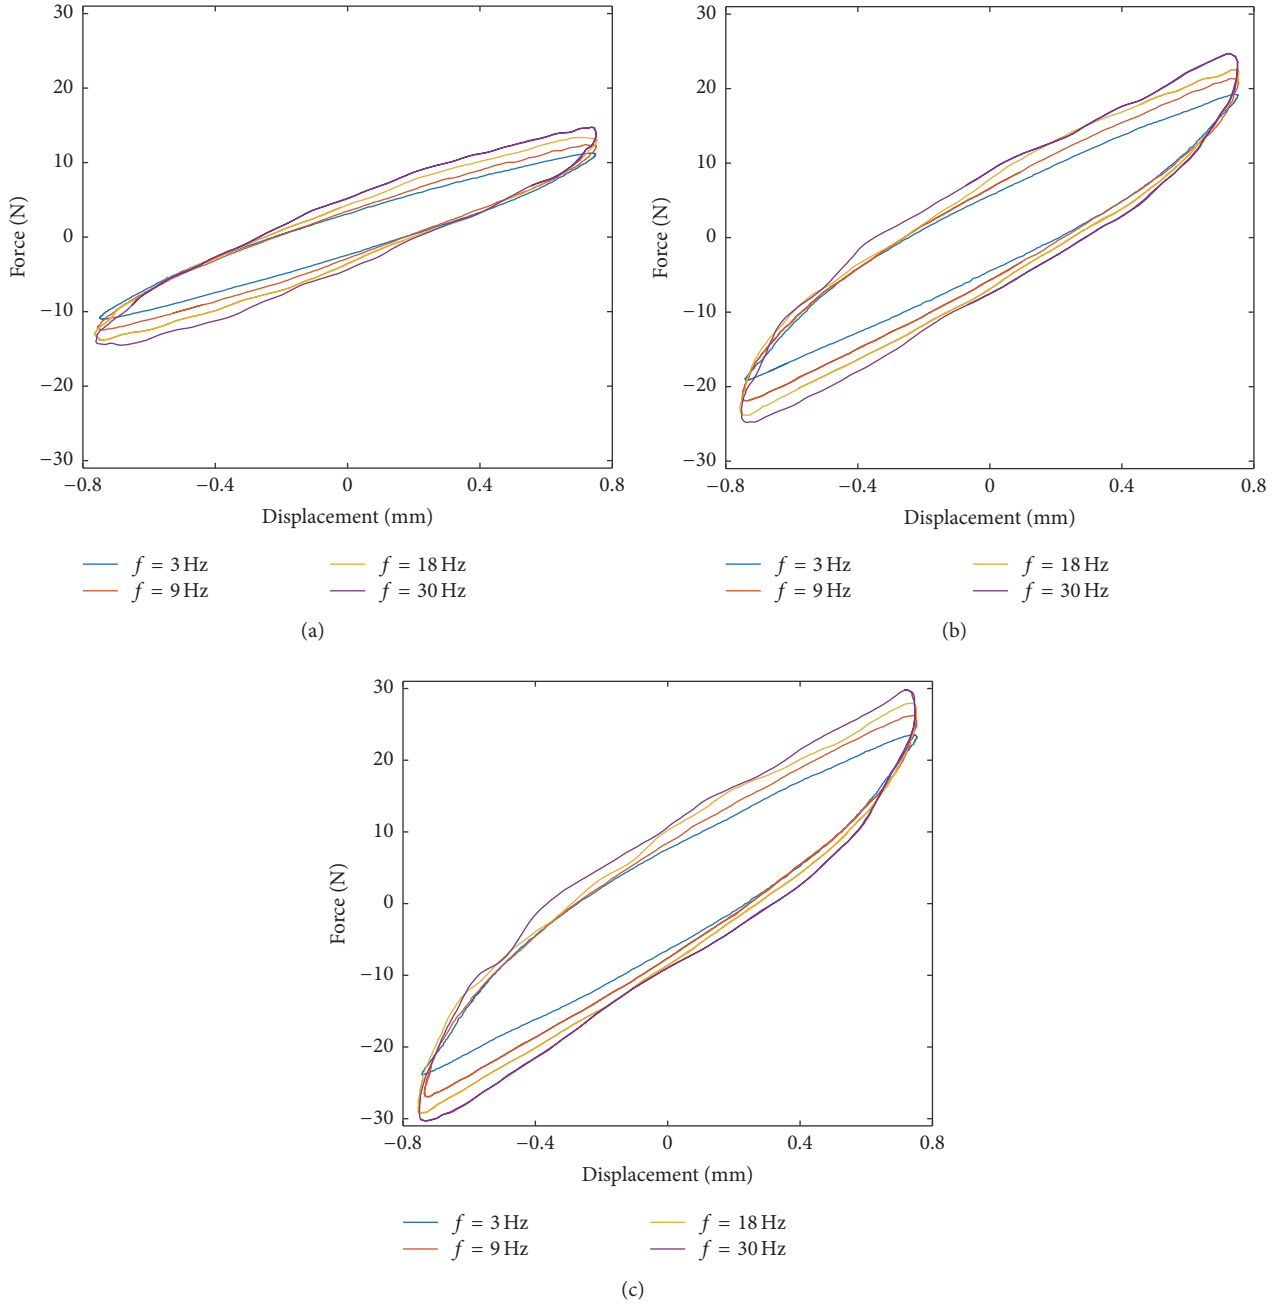 30
20
10
0
−10
−20
−30
Force (N)
−0.8
−0.4
0
0.4
0.8
Displacement (mm)
f = 3 Hz
f = 18 Hz
f = 9 Hz
f = 30 Hz
(a)
30
20
10
0
−10
−20
−30
Force (N)
−0.8
−0.4
0
0.4
0.8
Displacement (mm)
f = 3 Hz
f = 18 Hz
f = 9 Hz
f = 30 Hz
(b)
30
20
10
0
−10
−20
−30
Force (N)
−0.8
−0.4
0
0.4
0.8
Displacement (mm)
f = 3 Hz
f = 18 Hz
f = 9 Hz
f = 30 Hz
(c)